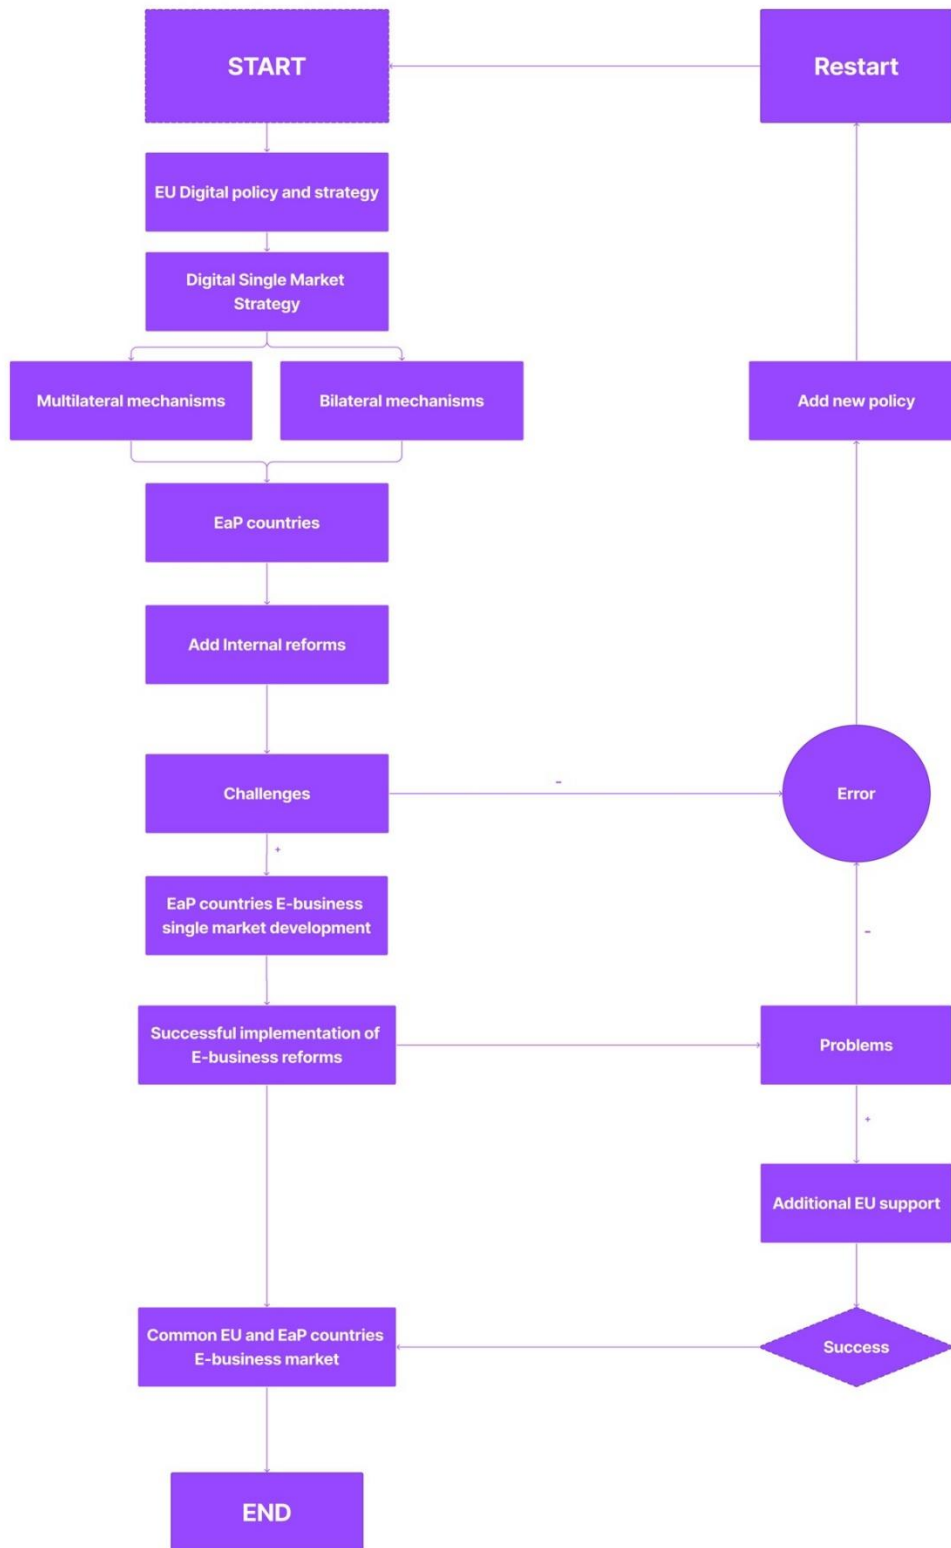 START
Restart
EU Digital policy and strategy
Digital Single Market
Strategy
Multilateral mechanisms
Bilateral mechanisms
Add new policy
EaP countries
Add Internal reforms
Challenges
-
Error
+
EaP countries E-business
single market development
-
Successful implementation of
E-business reforms
Problems
+
Additional EU support
Common EU and EaP countries
E-business market
Success
END